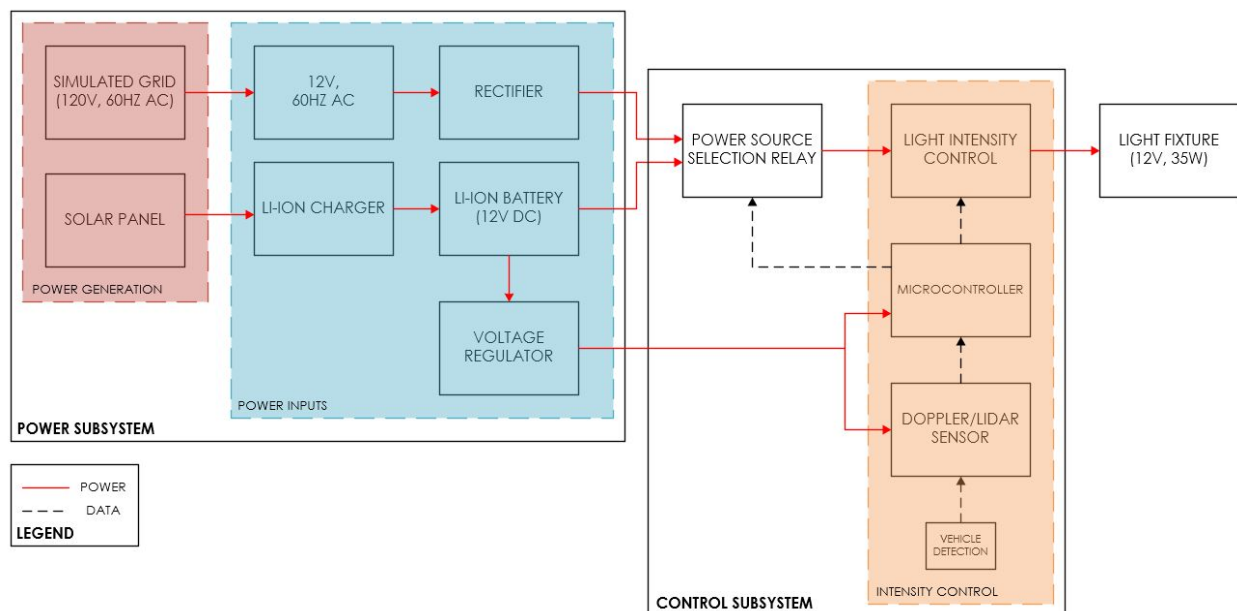 SIMULATED GRID
(120V, 60HZ AC)
12V,
60HZ AC
RECTIFIER
SOLAR PANEL
LI-ION CHARGER
LI-ION BATTERY
(12V DC)
POWER GENERATION
VOLTAGE
REGULATOR
POWER INPUTS
POWER SUBSYSTEM
POWER SOURCE
SELECTION RELAY
LIGHT INTENSITY
CONTROL
LIGHT FIXTURE
(12V, 35W)
MICROCONTROLLER
DOPPLER/LIDAR
SENSOR
VEHICLE
DETECTION
INTENSITY CONTROL
CONTROL SUBSYSTEM
POWER
DATA
LEGEND